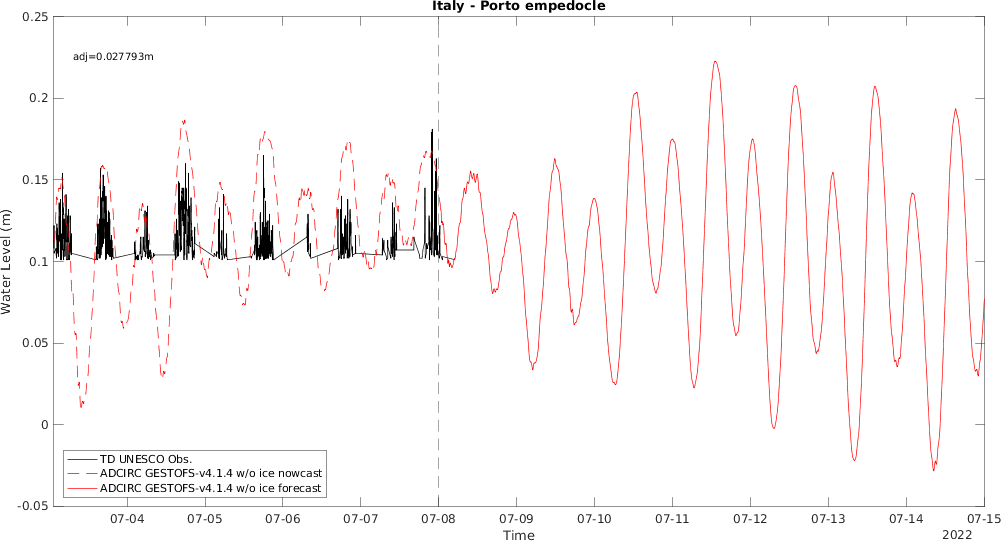 Italy - Porto empedocle
0.25
adj=0.027793m
0.2
0.15
0.1
0.05
0
-0.05
Water Level (m)
TD UNESCO Obs.
ADCIRC GESTOFS-v4.1.4 w/o ice nowcast
ADCIRC GESTOFS-v4.1.4 w/o ice forecast
07-04 07-05 07-06 07-07 07-08 07-09 07-10 07-11 07-12 07-13 07-14 07-15
Time
2022